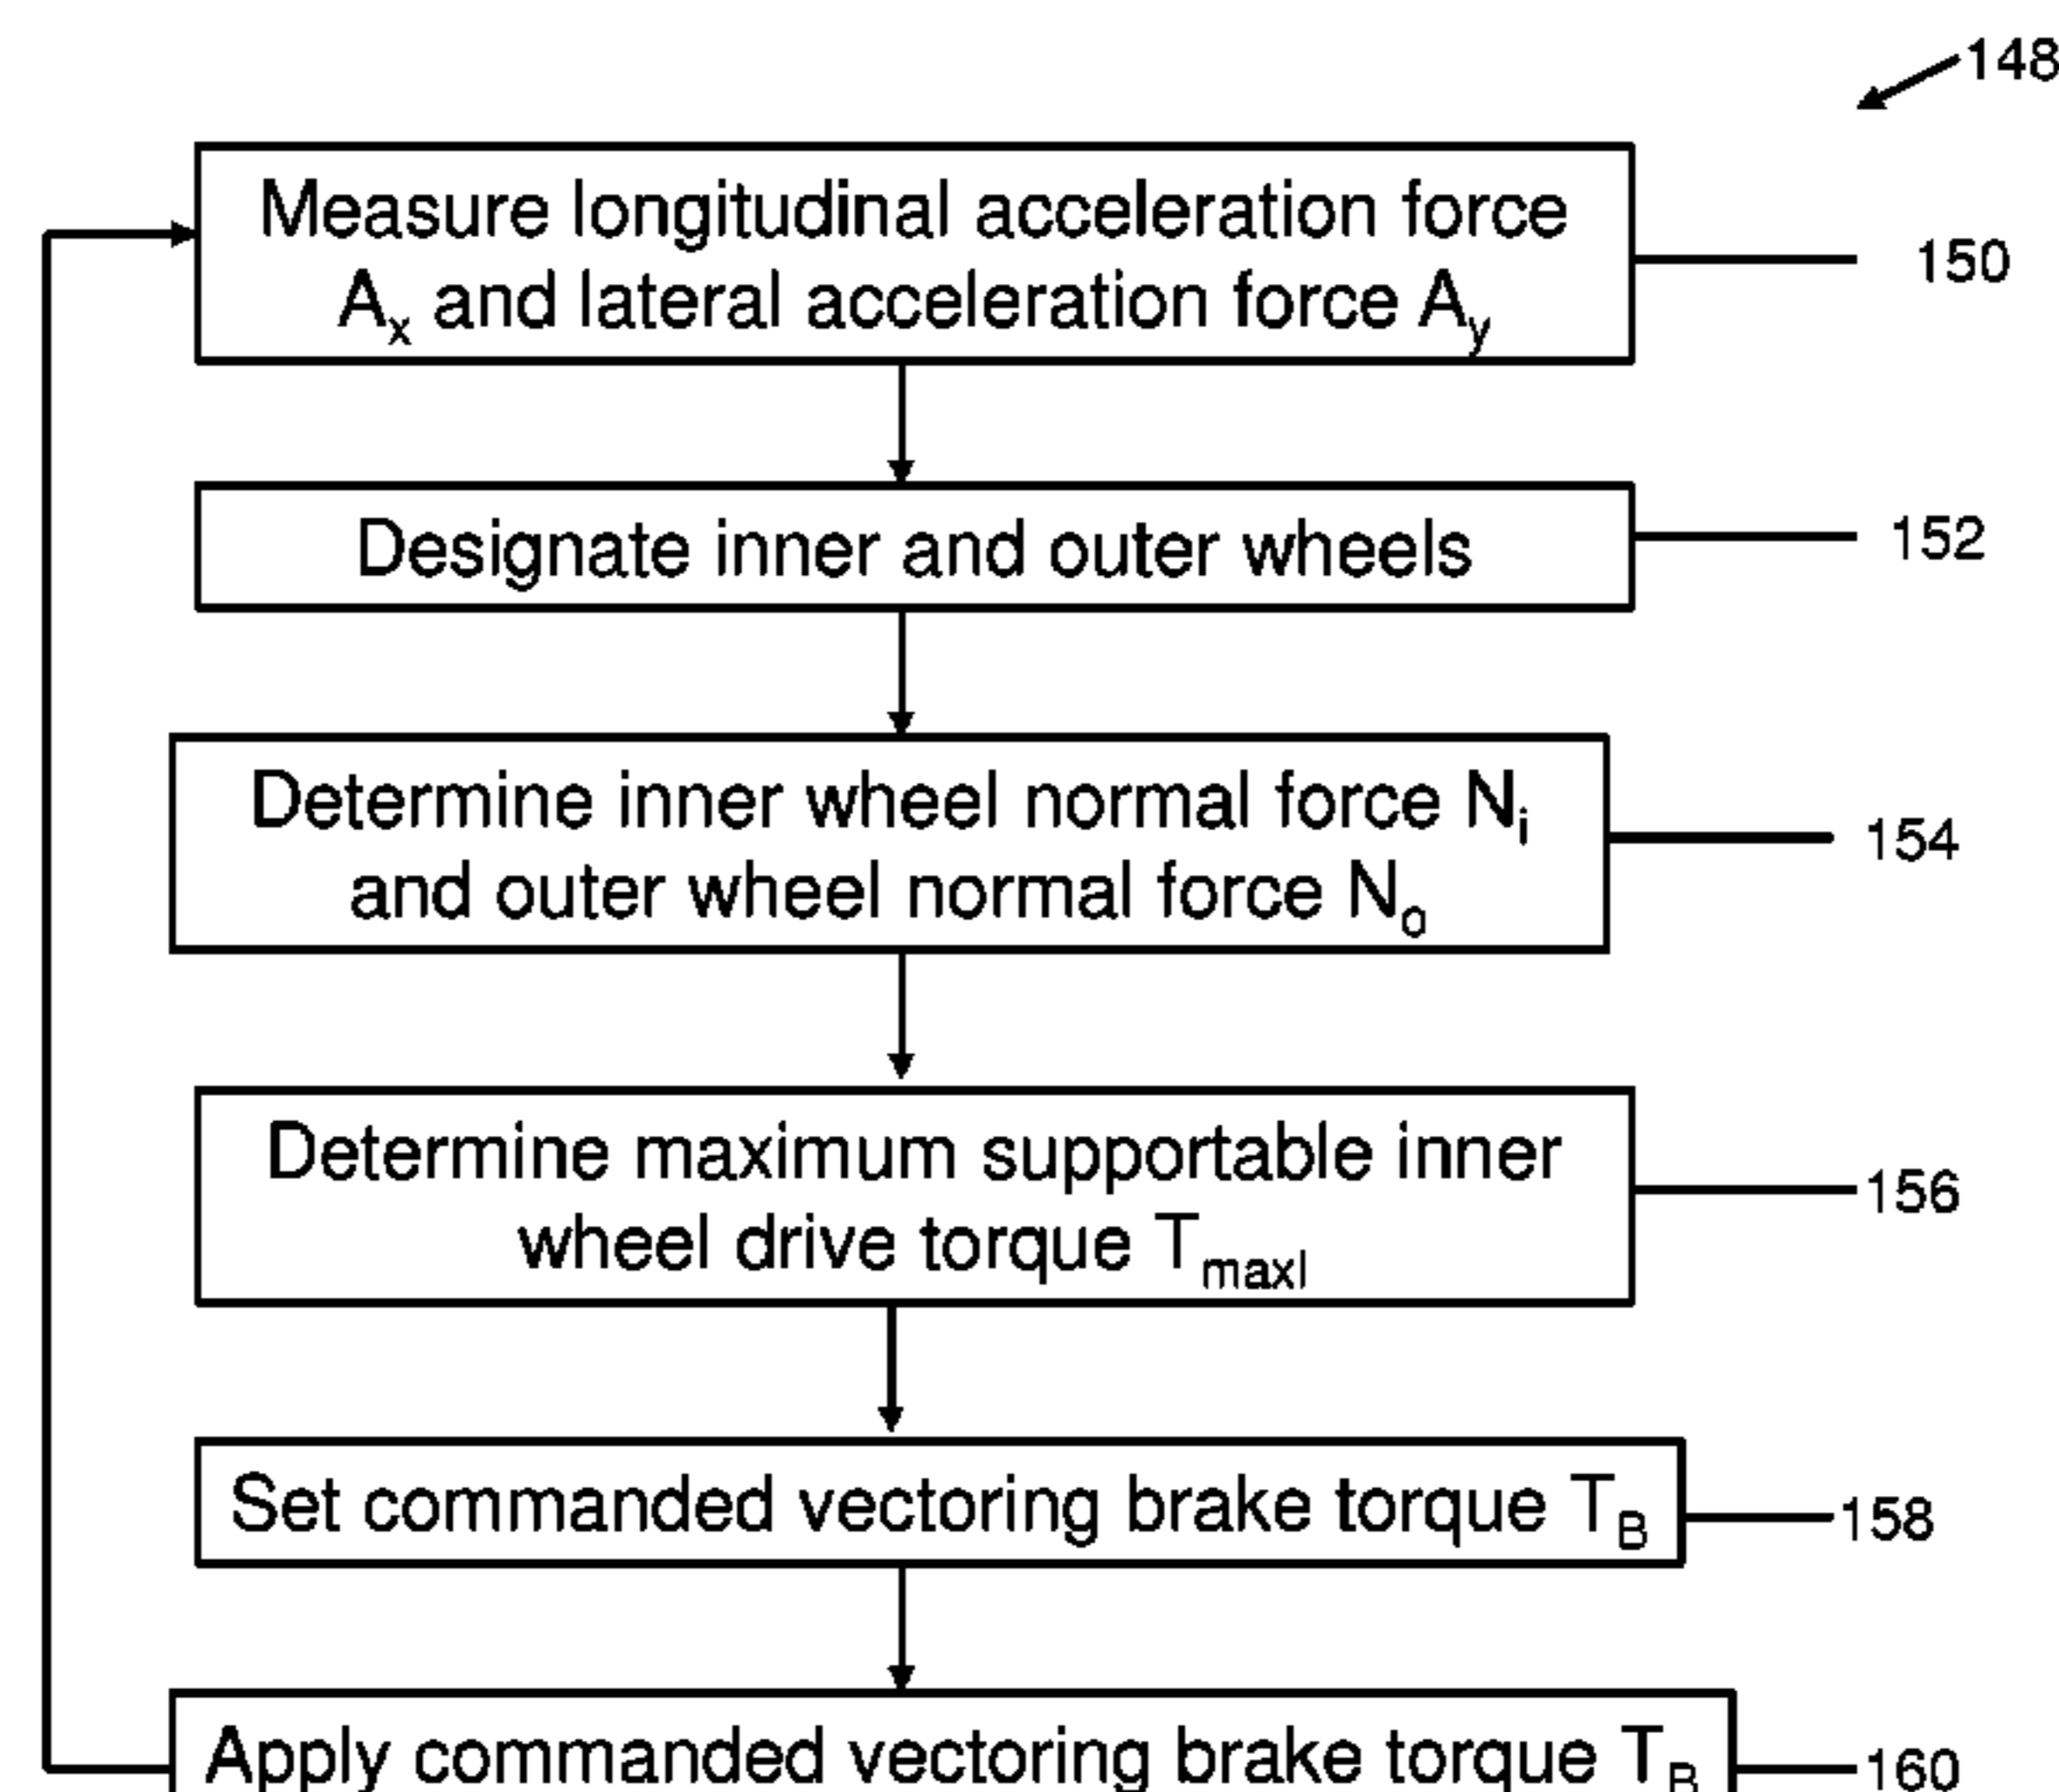 148
Measure longitudinal acceleration force
Ax and lateral acceleration force Ay
150
Designate inner and outer wheels
152
Determine inner wheel normal force Ni
and outer wheel normal force No
154
Determine maximum supportable inner
wheel drive torque TmaxI
156
Set commanded vectoring brake torque TB
158
Apply commanded vectoring brake torque TB
160